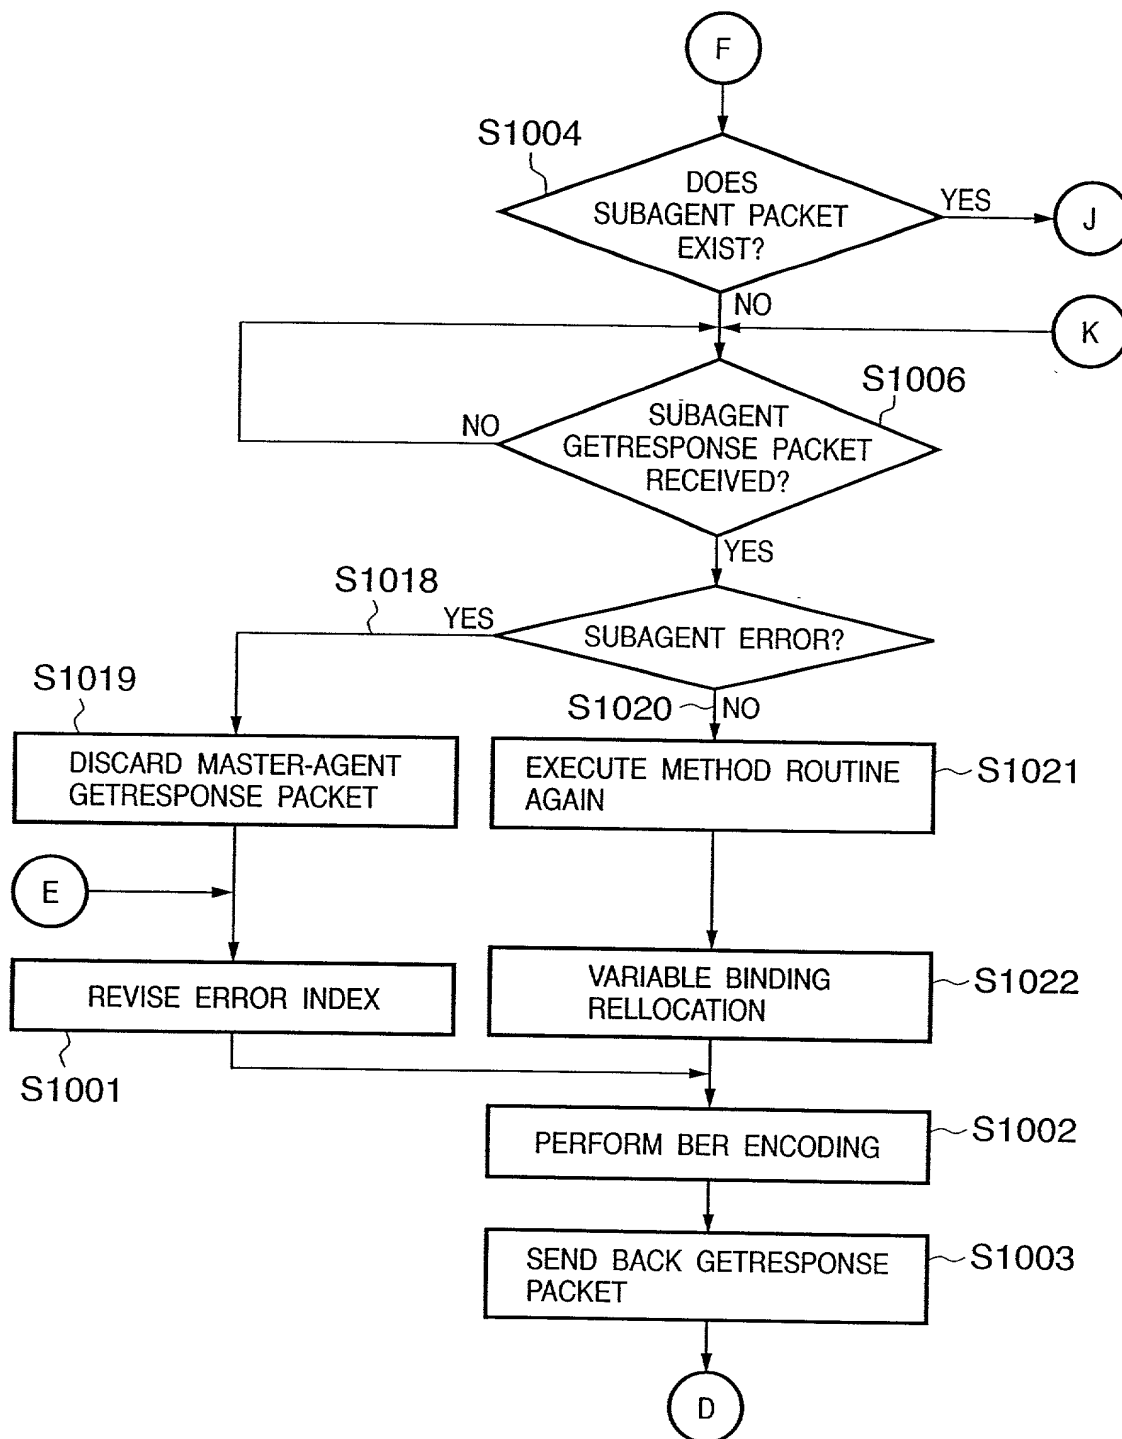 F
S1004
DOES
SUBAGENT PACKET
EXIST?
YES
J
NO
K
S1006
SUBAGENT
GETRESPONSE PACKET
RECEIVED?
NO
YES
S1018
YES
SUBAGENT ERROR?
S1019
S1020
NO
DISCARD MASTER-AGENT
GETRESPONSE PACKET
EXECUTE METHOD ROUTINE
AGAIN
S1021
E
REVISE ERROR INDEX
VARIABLE BINDING
RELLOCATION
S1022
S1001
PERFORM BER ENCODING
S1002
SEND BACK GETRESPONSE
PACKET
S1003
D